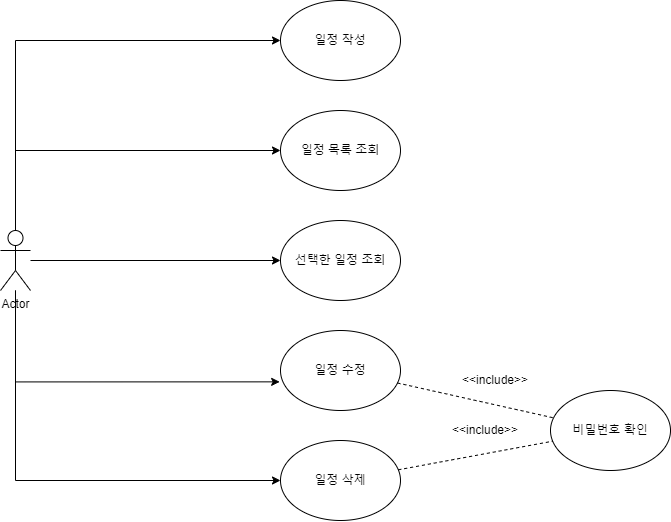 일정 작성
일정 목록 조회
선택한 일정 조회
Actor
일정 수정
<<include>>
<<include>>
비밀번호 확인
일정 삭제